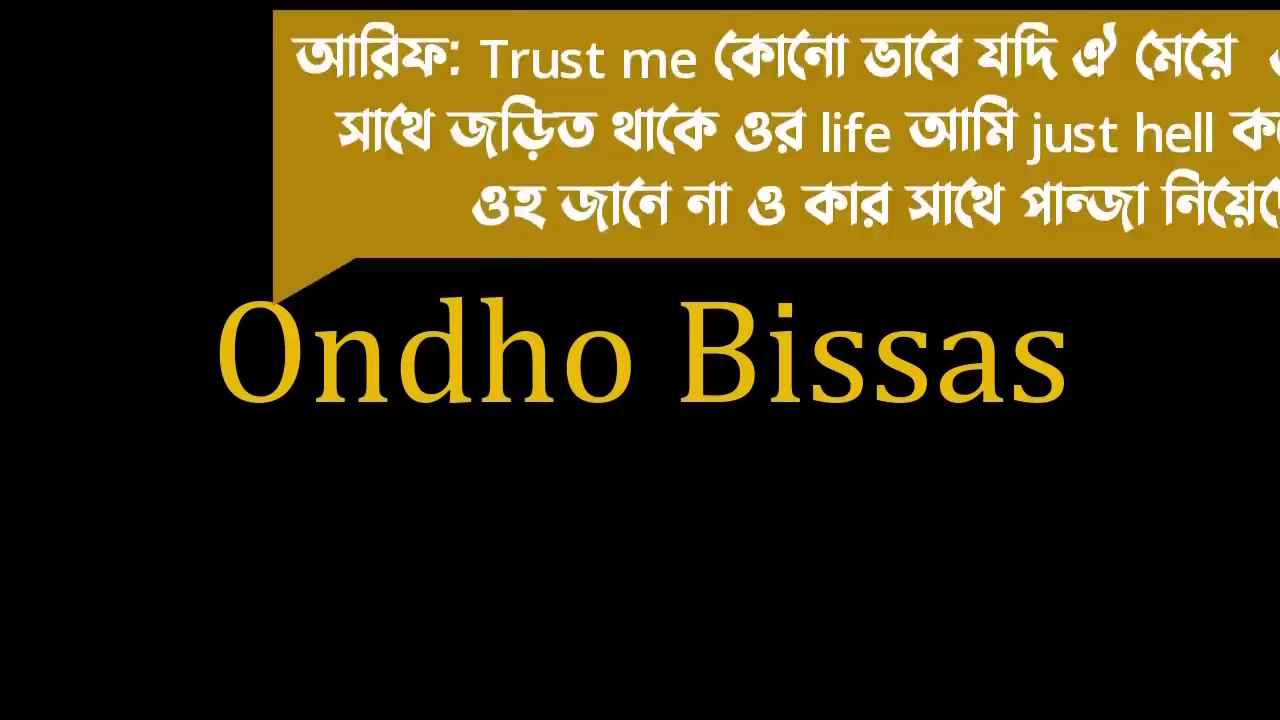 আরিফ: Trust me কোনো ভাবে যদি ঐ মেয়ে
সাথে জড়িত থাকে ওর life আমি just hell
ওহ জানে না ও কার সাথে পান্জা
Ondho Bissas